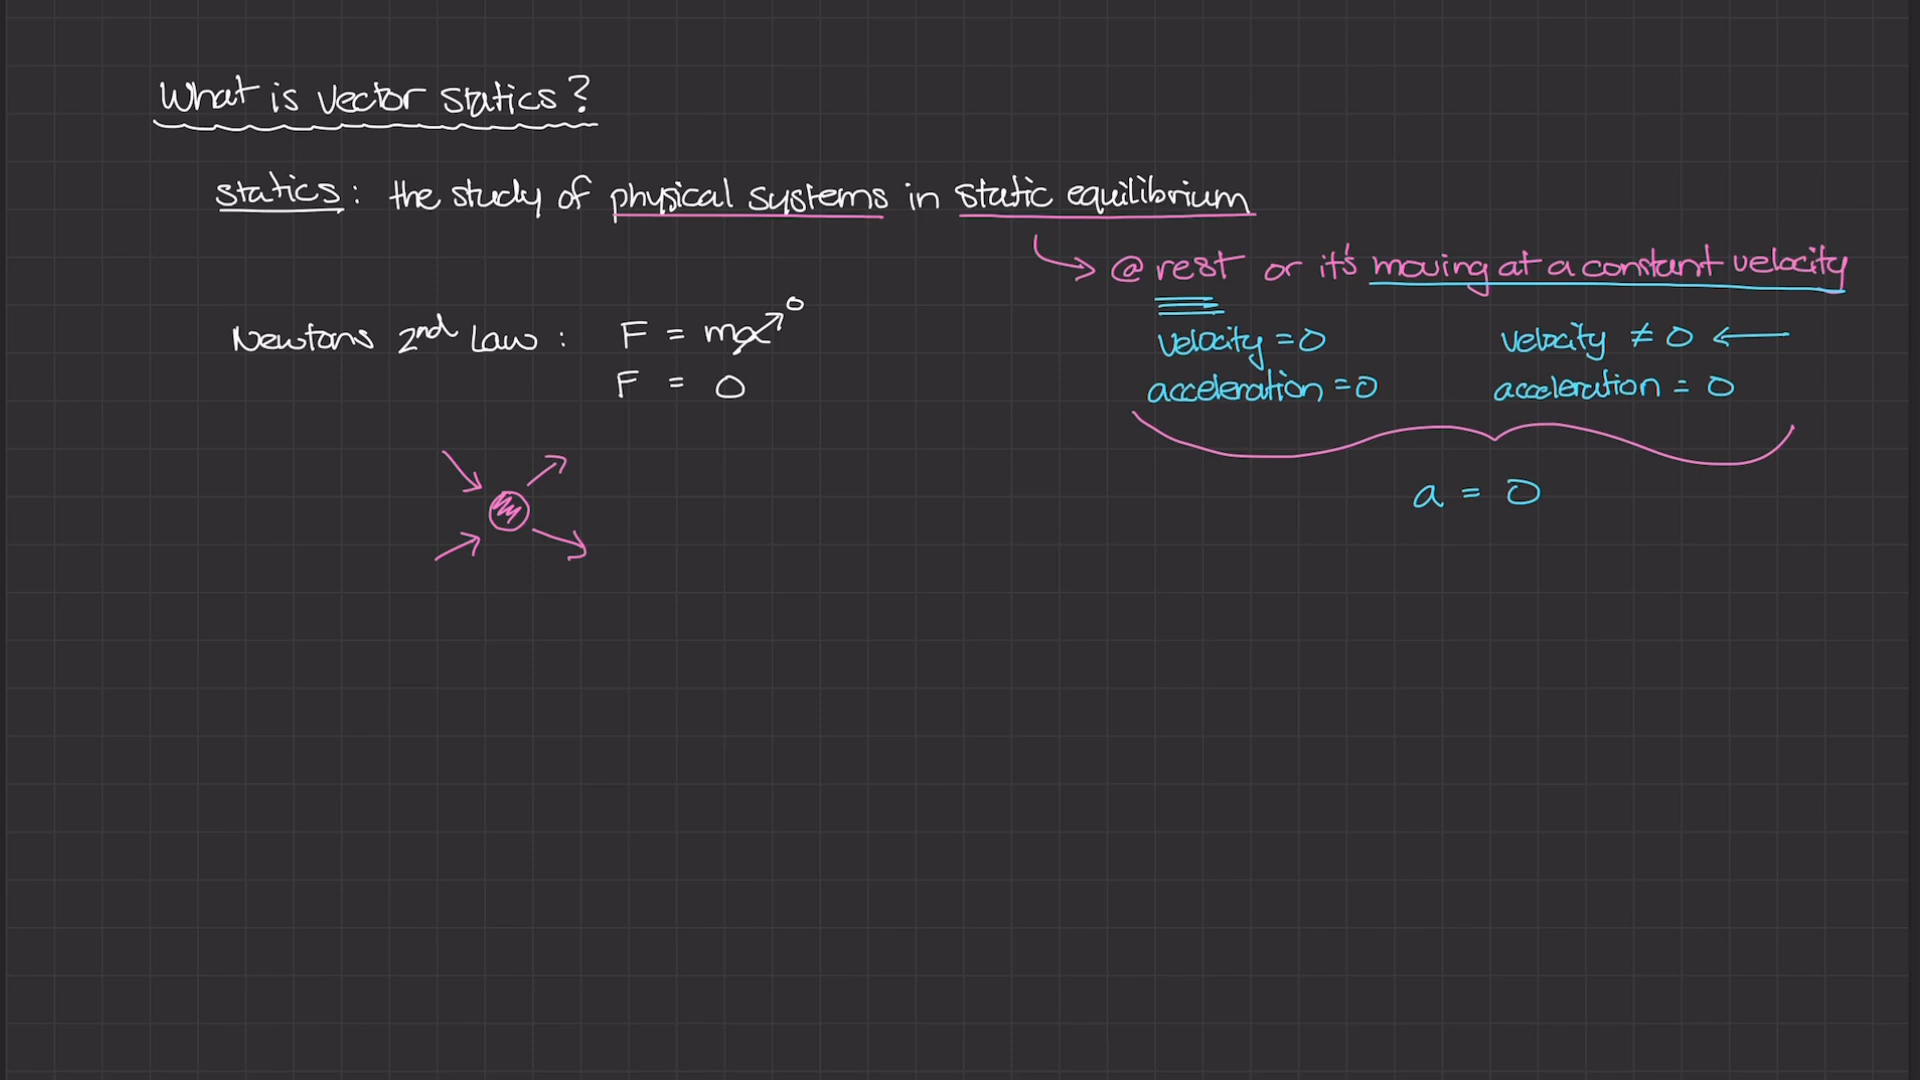 What is vector statics?
statics: the study of physical systems in static equilibrium
@ rest or it's moving at a constant velocity
Newtons 2nd Law: F = ma 0
F = 0
velocity = 0
acceleration = 0
velocity ≠ 0
acceleration = 0
a = 0